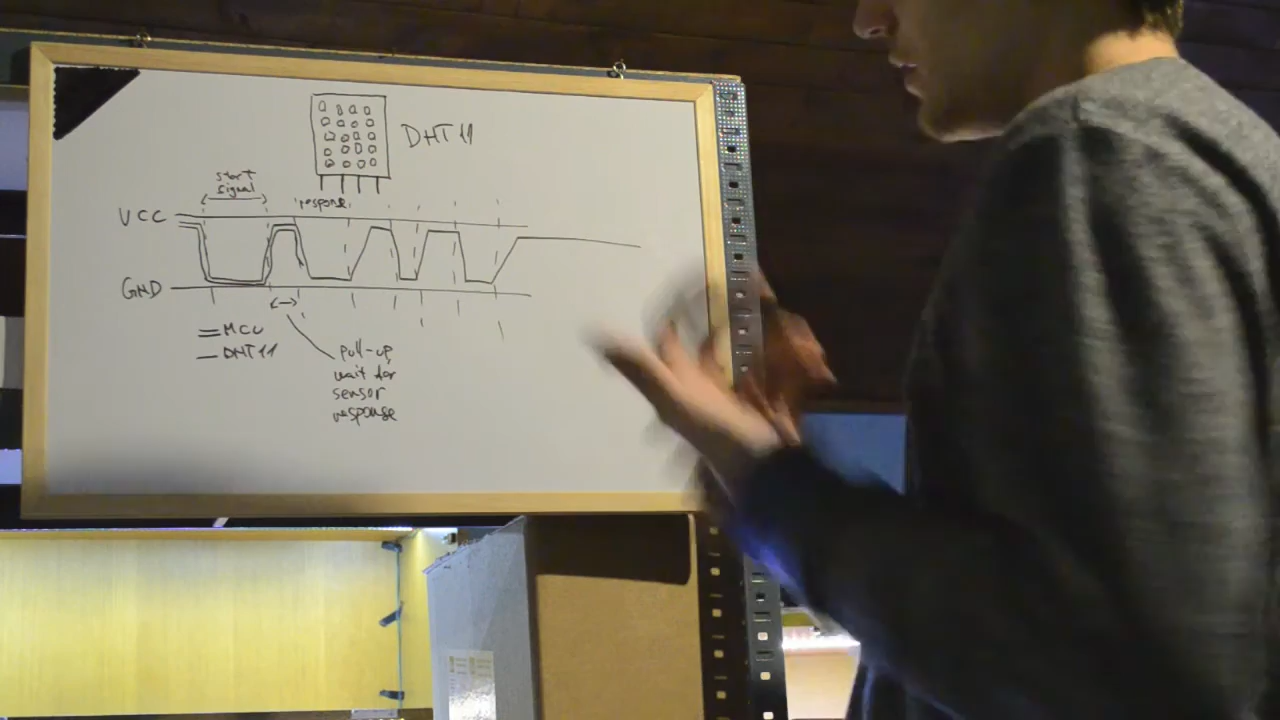 DHT11
start
signal
response
VCC
GND
MCU
DHT11
pull-up,
wait for
sensor
response